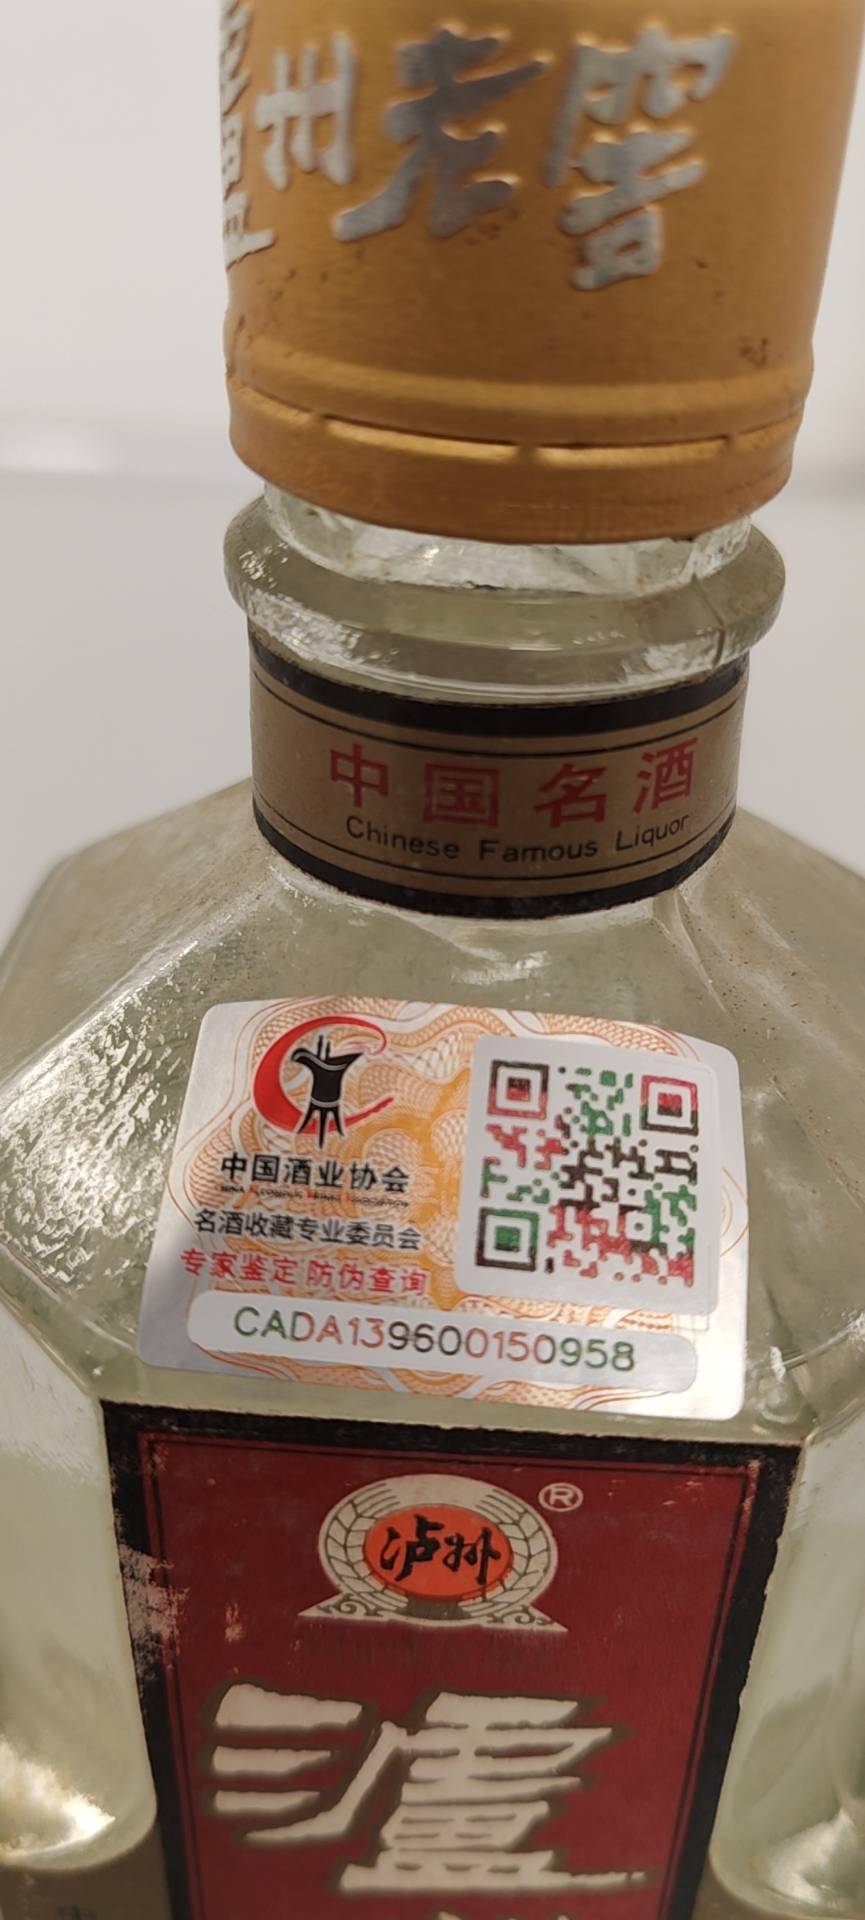 瀘州老窖
中国名酒
Chinese Famous Liquor
中国酒业协会
名酒收藏专业委员会
专家鉴定防伪查询
CADA139600150958
®
泸州
瀘